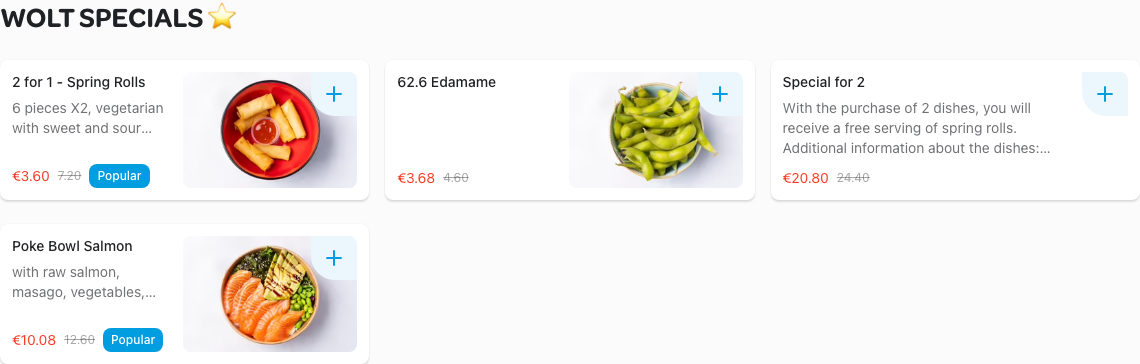 WOLT SPECIALS ⭐
2 for 1 - Spring Rolls
6 pieces X2, vegetarian
with sweet and sour...
€3.60 7.20 Popular
62.6 Edamame
€3.68 4.60
Special for 2
With the purchase of 2 dishes, you will
receive a free serving of spring rolls.
Additional information about the dishes:...
€20.80 24.40
Poke Bowl Salmon
with raw salmon,
masago, vegetables,...
€10.08 12.60 Popular